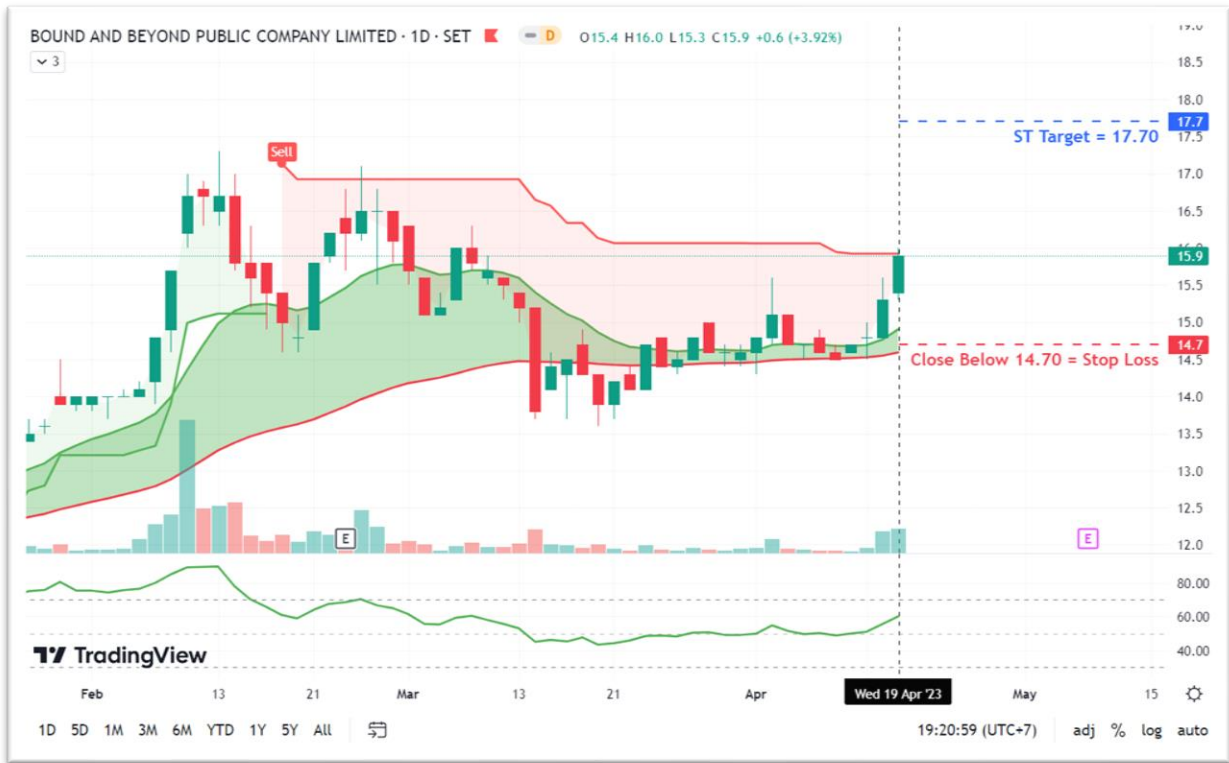 BOUND AND BEYOND PUBLIC COMPANY LIMITED · 1D · SET D O15.4 H16.0 L15.3 C15.9 +0.6 (+3.92%)
3
19.0
18.5
18.0
17.7
ST Target = 17.70
17.5
Sell
17.0
16.5
16.0
15.9
15.5
15.0
14.7
Close Below 14.70 = Stop Loss
14.5
14.0
13.5
13.0
12.5
E
E
12.0
80.00
60.00
40.00
TradingView
Feb 13 21 Mar 13 21 Apr Wed 19 Apr '23 May 15
1D 5D 1M 3M 6M YTD 1Y 5Y All 19:20:59 (UTC+7) adj % log auto